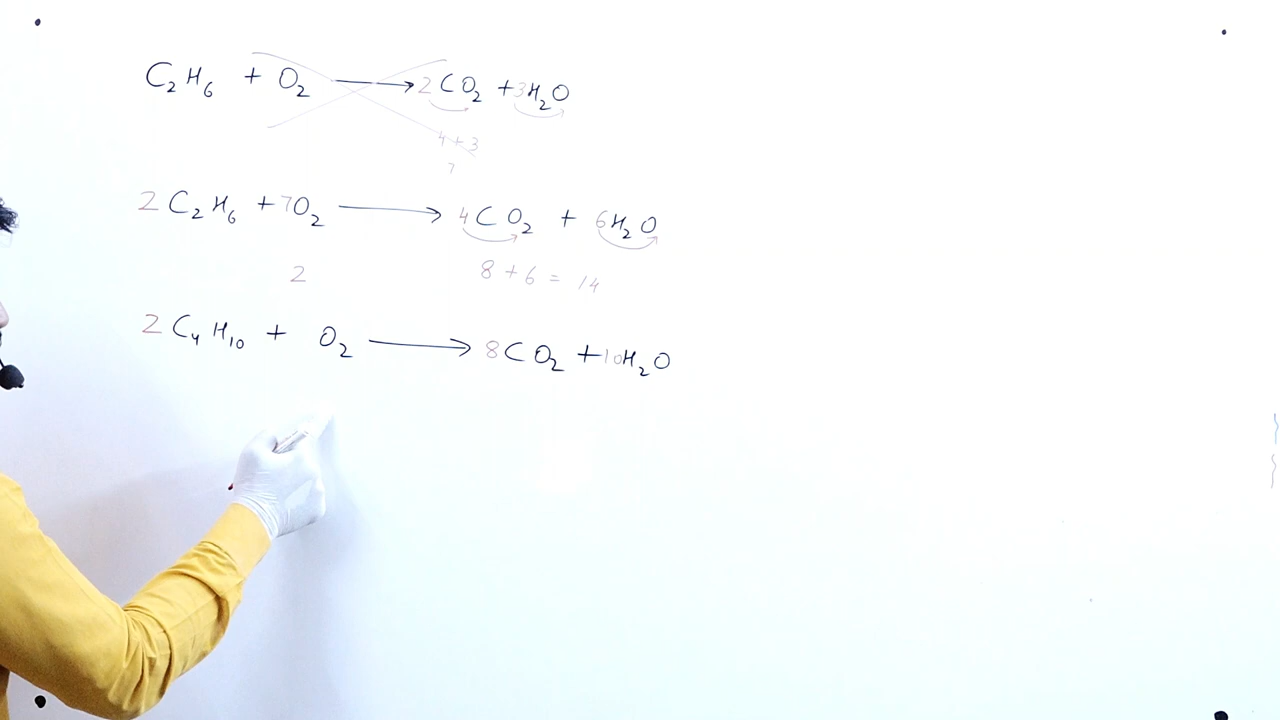 C₂H₆ + O₂ → 2CO₂ + 3H₂O
4 + 3
7
2C₂H₆ + 7O₂ → 4CO₂ + 6H₂O
2 8 + 6 = 14
2C₄H₁₀ + O₂ → 8CO₂ + 10H₂O